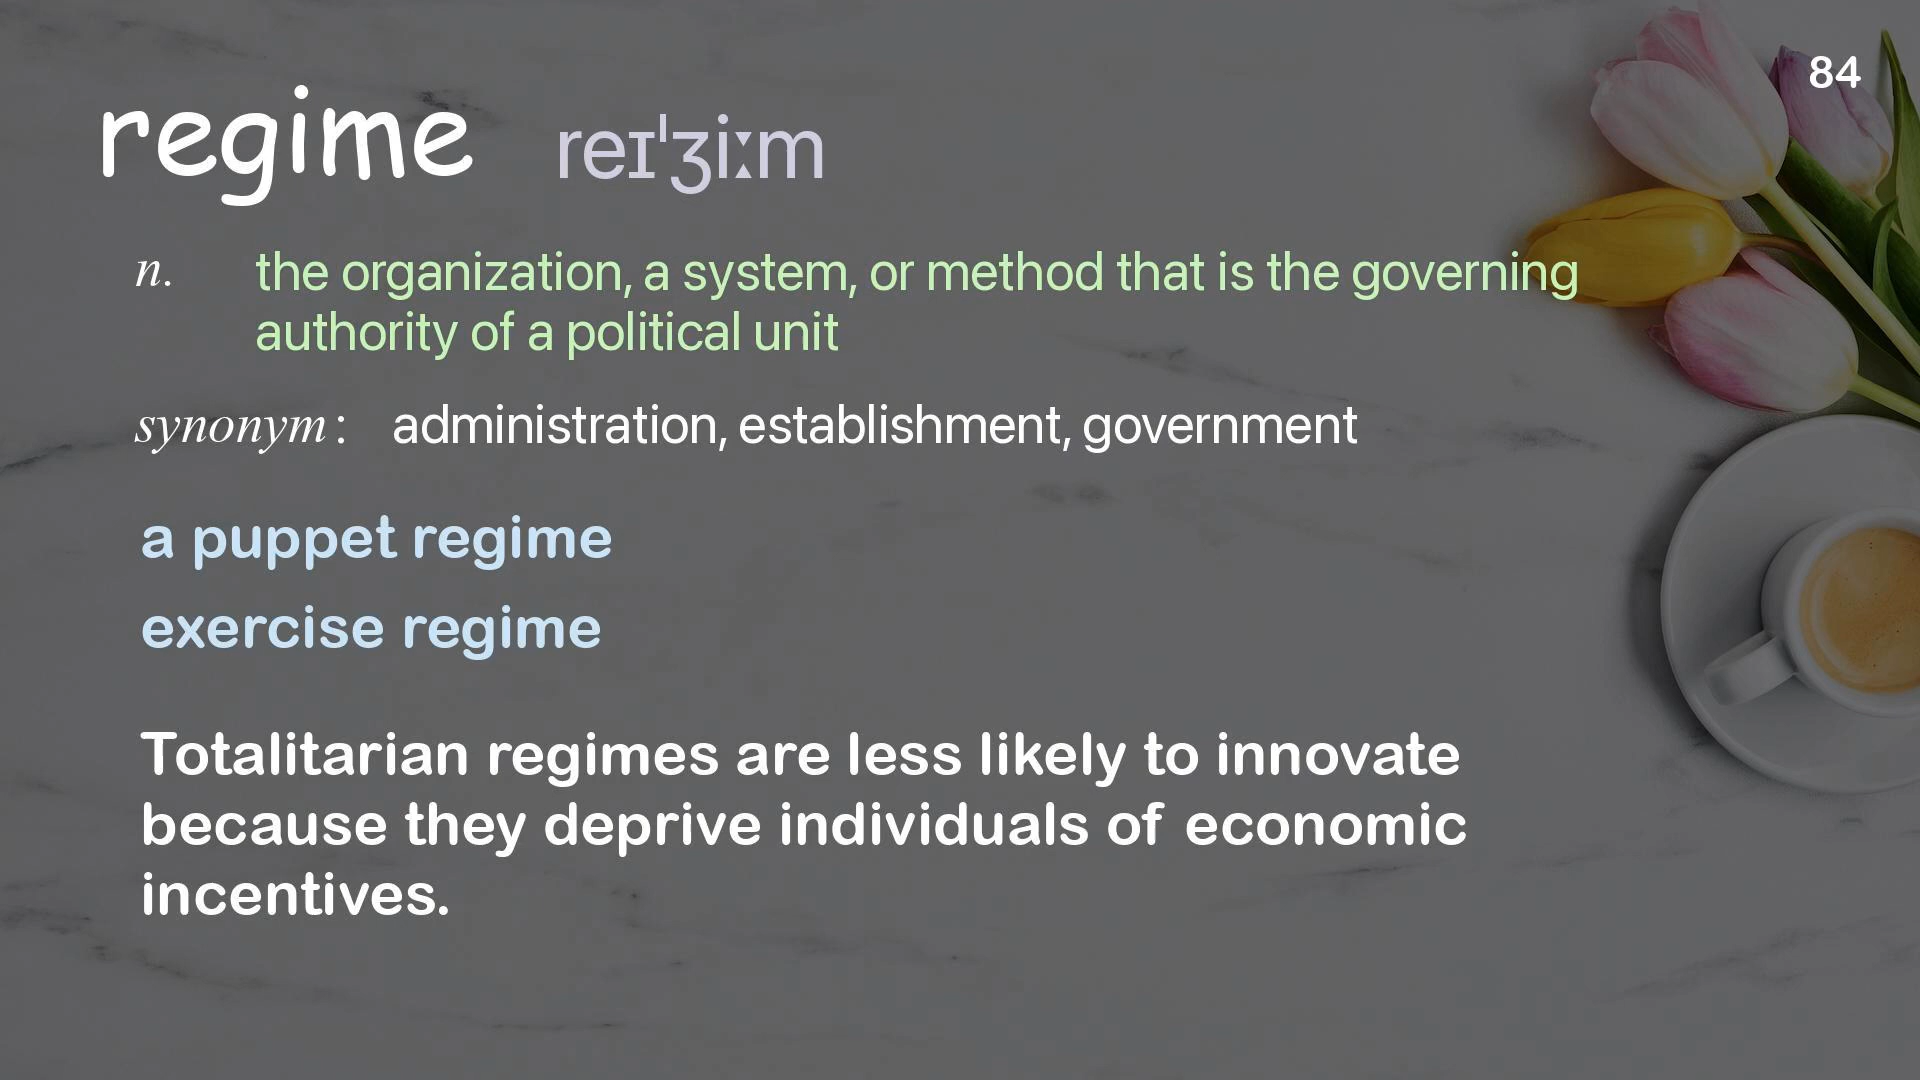 84
regime reɪˈʒiːm
n. the organization, a system, or method that is the governing
authority of a political unit
synonym: administration, establishment, government
a puppet regime
exercise regime
Totalitarian regimes are less likely to innovate
because they deprive individuals of economic
incentives.